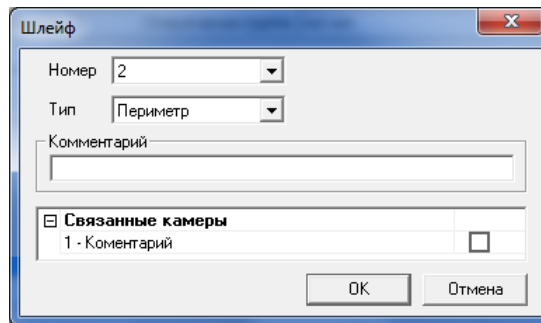 Шлейф
Номер 2
Тип Периметр
Комментарий
Связанные камеры
1 - Коментарий
OK Отмена